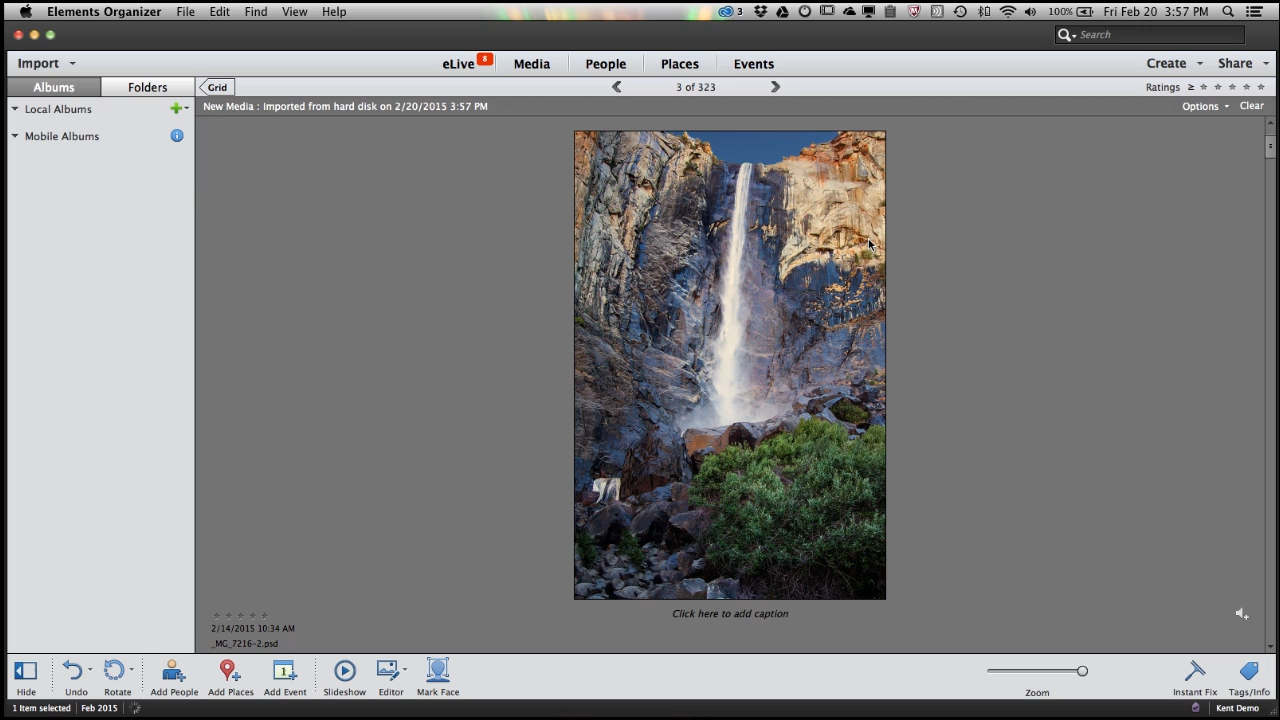 Elements Organizer File Edit Find View Help 3 100% Fri Feb 20 3:57 PM
Search
Import eLive 8 Media People Places Events Create Share
Albums Folders Grid 3 of 323 Ratings ≥
New Media : Imported from hard disk on 2/20/2015 3:57 PM Options Clear
Local Albums
Mobile Albums
Click here to add caption
2/14/2015 10:34 AM
_MG_7216-2.psd
Hide Undo Rotate Add People Add Places Add Event Slideshow Editor Mark Face Zoom Instant Fix Tags/Info
1 Item selected Feb 2015 Kent Demo